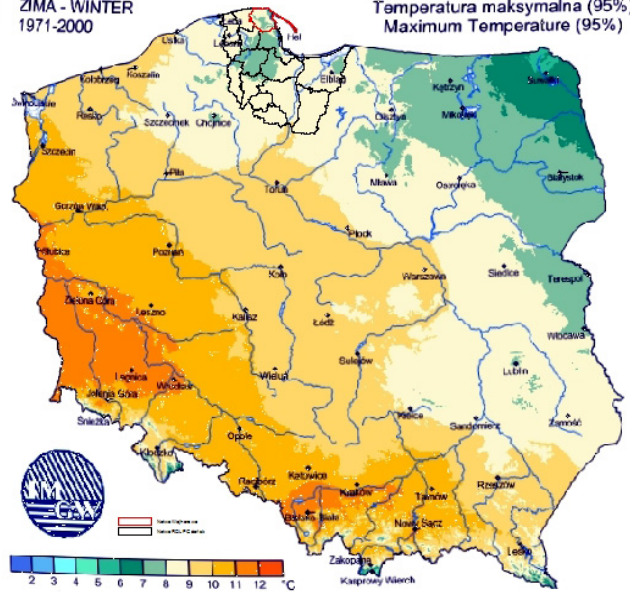 ZIMA - WINTER
1971-2000
Temperatura maksymalna (95%)
Maximum Temperature (95%)
Łeba
Hel
Ustka
Lębork
Koszalin
Kołobrzeg
Elbląg
Kętrzyn
Suwałki
Resko
Szczecinek
Chojnice
Olsztyn
Mikołajki
Szczecin
Piła
Toruń
Mława
Ostrołęka
Białystok
Gorzów Wlkp.
Płock
Słubice
Poznań
Koło
Warszawa
Siedlce
Terespol
Zielona Góra
Leszno
Kalisz
Łódź
Włodawa
Sulejów
Legnica
Wrocław
Wieluń
Lublin
Jelenia Góra
Śnieżka
Kielce
Sandomierz
Zamość
Opole
Kłodzko
Racibórz
Katowice
Kraków
Tarnów
Rzeszów
Bielsko-Biała
Nowy Sącz
Lesko
Zakopane
Kasprowy Wierch
IM
GW
2 3 4 5 6 7 8 9 10 11 12 °C